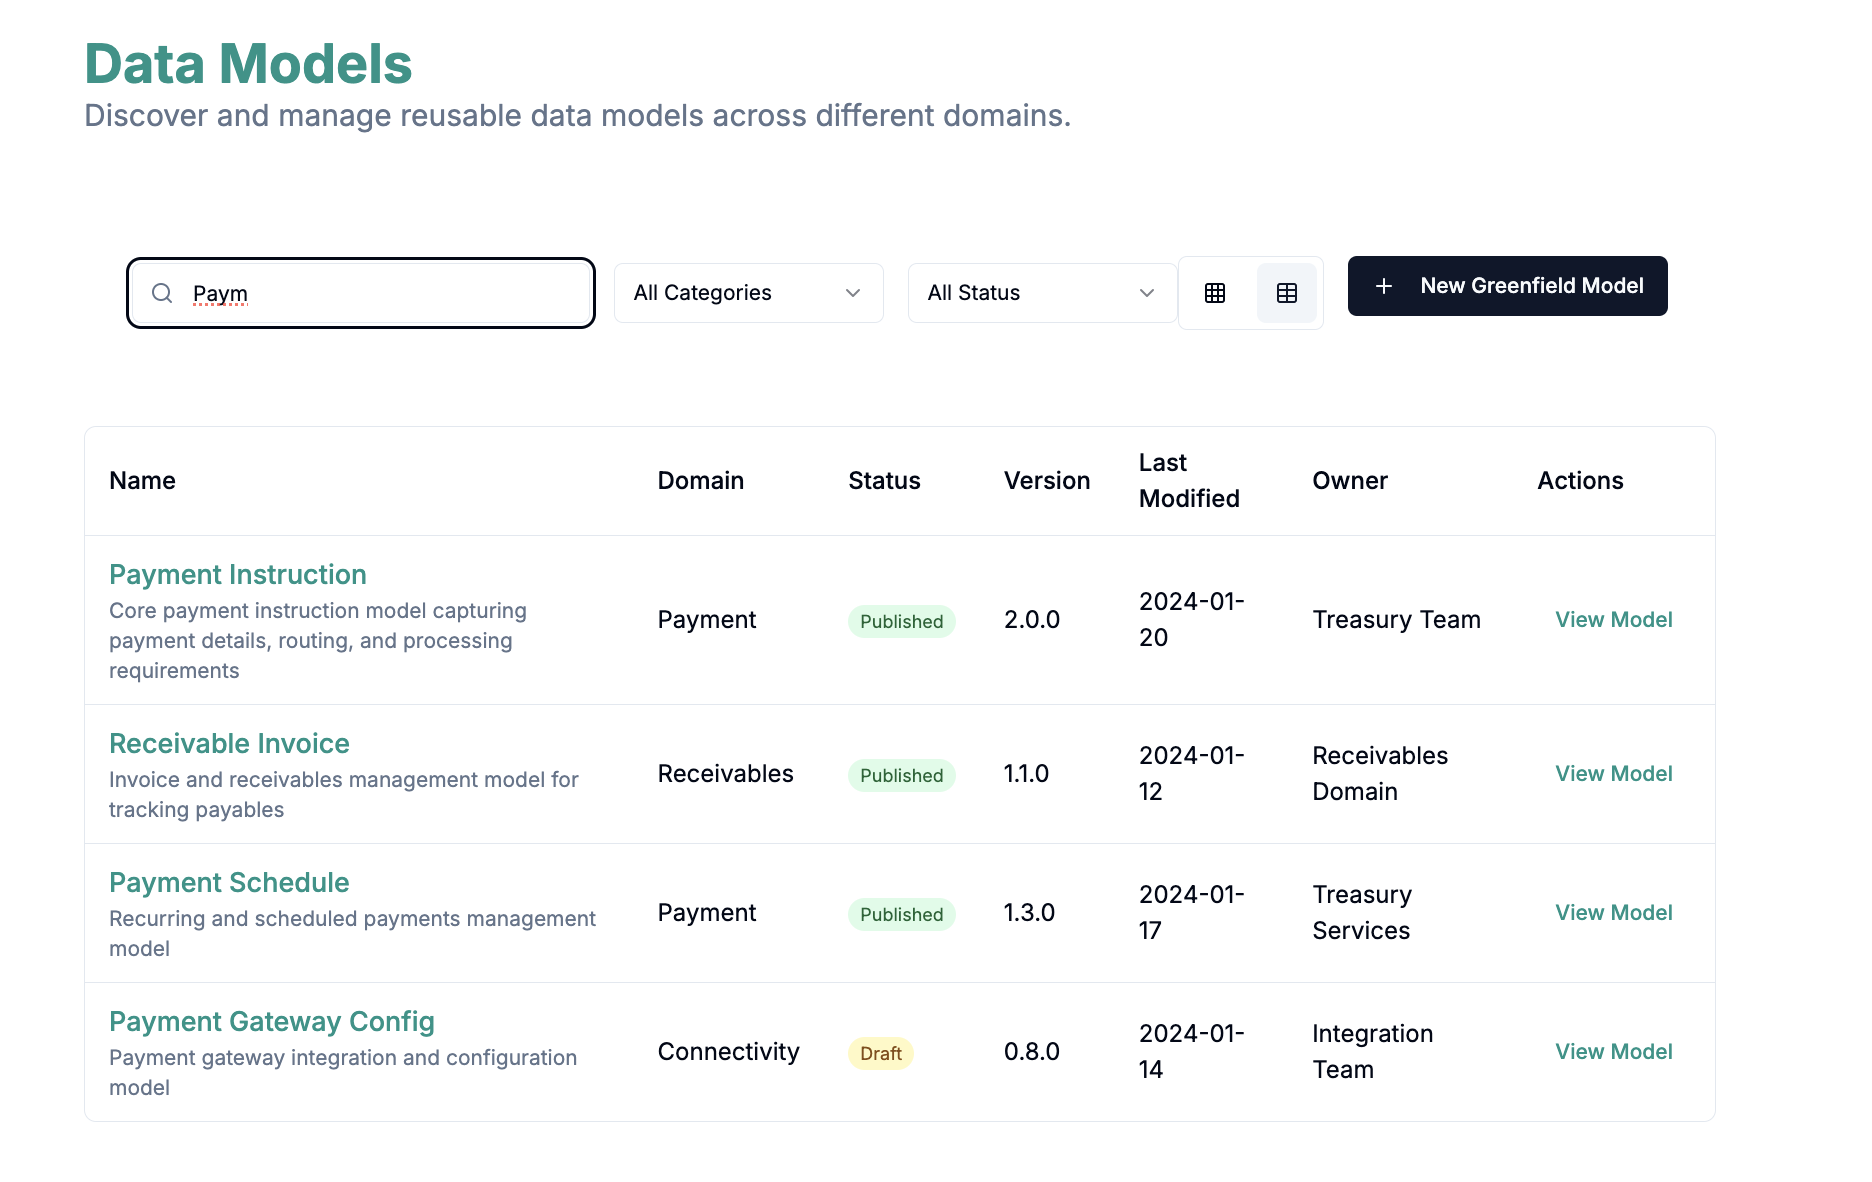 Data Models
Discover and manage reusable data models across different domains.
Paym
All Categories
All Status
New Greenfield Model
Name
Domain
Status
Version
Last
Modified
Owner
Actions
Payment Instruction
Core payment instruction model capturing
payment details, routing, and processing
requirements
Payment
Published
2.0.0
2024-01-
20
Treasury Team
View Model
Receivable Invoice
Invoice and receivables management model for
tracking payables
Receivables
Published
1.1.0
2024-01-
12
Receivables
Domain
View Model
Payment Schedule
Recurring and scheduled payments management
model
Payment
Published
1.3.0
2024-01-
17
Treasury
Services
View Model
Payment Gateway Config
Payment gateway integration and configuration
model
Connectivity
Draft
0.8.0
2024-01-
14
Integration
Team
View Model